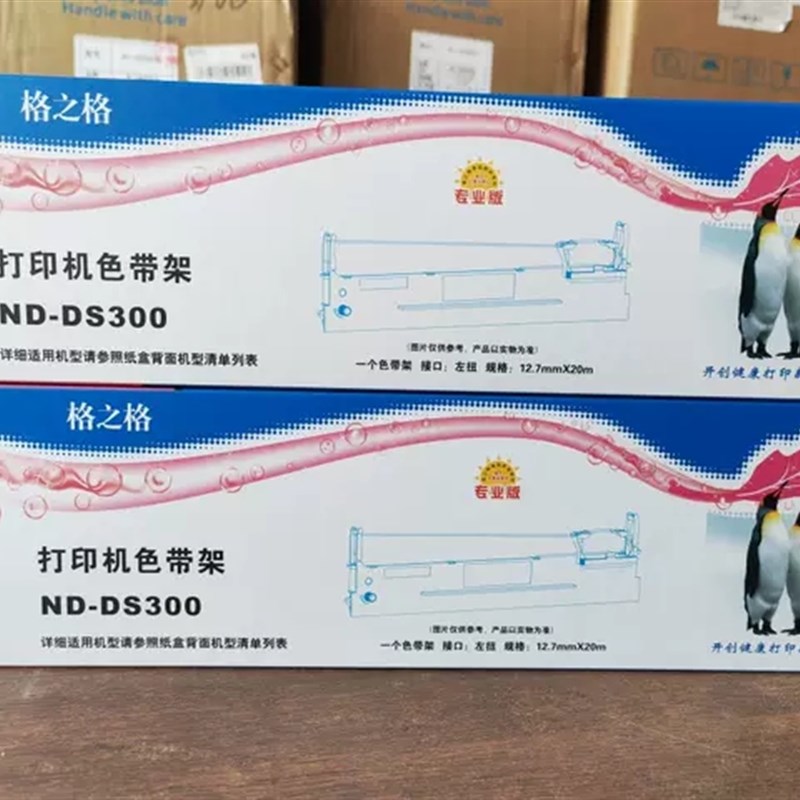 Handle with care
Handle with care
格之格
专业版
打印机色带架
ND-DS300
(图片仅供参考，产品以实物为准)
详细适用机型请参照纸盒背面机型清单列表
一个色带架 接口：左扭 规格：12.7mmX20m
开创健康打印
格之格
专业版
打印机色带架
ND-DS300
(图片仅供参考，产品以实物为准)
详细适用机型请参照纸盒背面机型清单列表
一个色带架 接口：左扭 规格：12.7mmX20m
开创健康打印